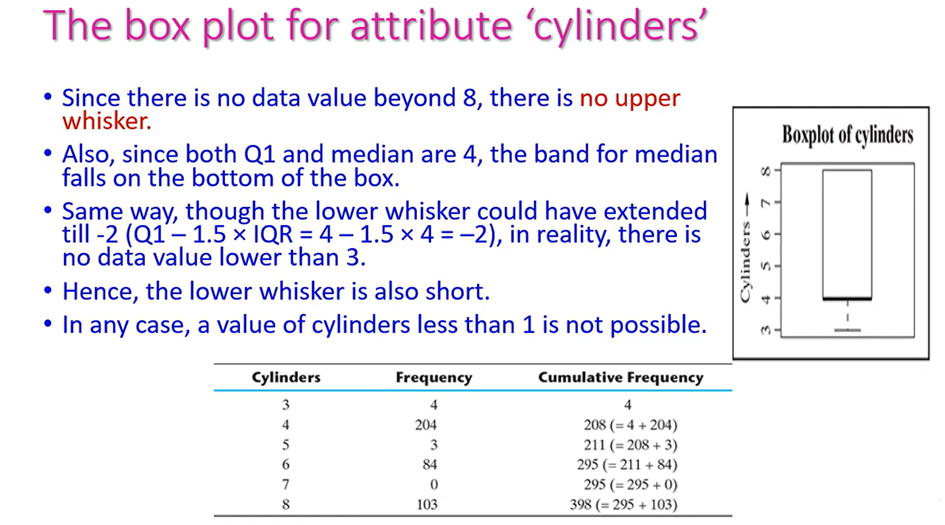 The box plot for attribute ‘cylinders’
• Since there is no data value beyond 8, there is no upper
whisker.
• Also, since both Q1 and median are 4, the band for median
falls on the bottom of the box.
• Same way, though the lower whisker could have extended
till -2 (Q1 – 1.5 × IQR = 4 – 1.5 × 4 = –2), in reality, there is
no data value lower than 3.
• Hence, the lower whisker is also short.
• In any case, a value of cylinders less than 1 is not possible.
Boxplot of cylinders
Cylinders →
8
7
6
5
4
3
Cylinders Frequency Cumulative Frequency
3 4 4
4 204 208 (= 4 + 204)
5 3 211 (= 208 + 3)
6 84 295 (= 211 + 84)
7 0 295 (= 295 + 0)
8 103 398 (= 295 + 103)